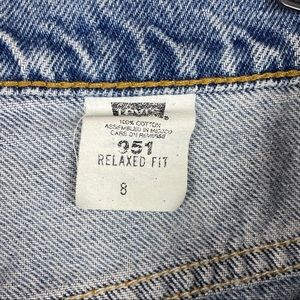 Levi's
100% COTTON
ASSEMBLED IN MEXICO
CARE ON REVERSE
951
RELAXED FIT
8